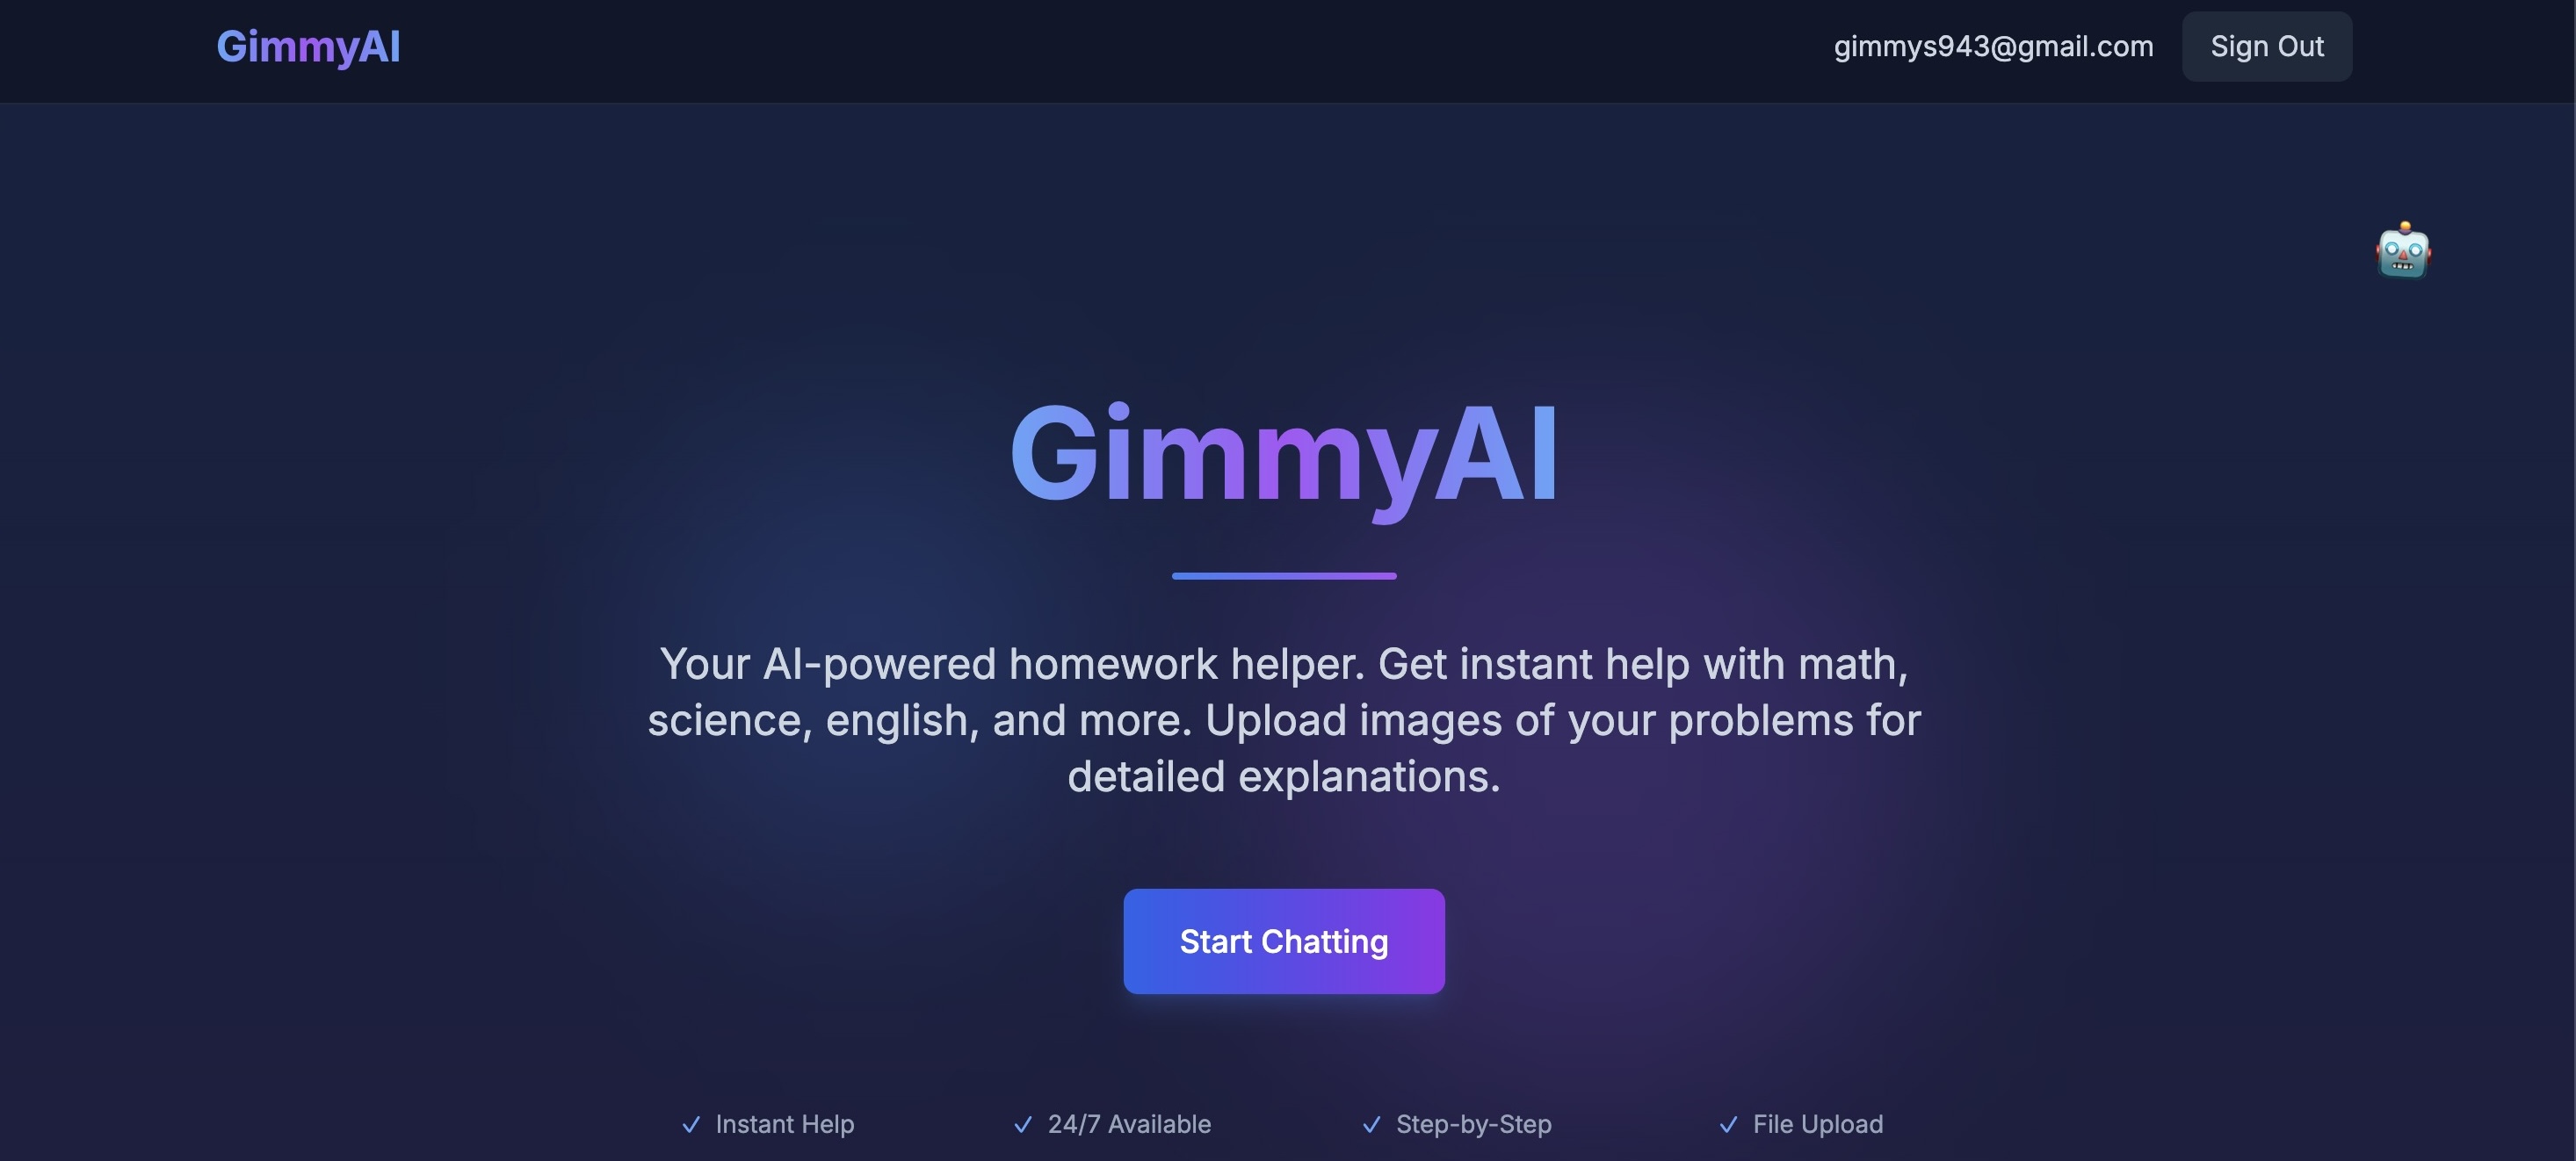 GimmyAI
gimmys943@gmail.com
Sign Out
GimmyAI
Your AI-powered homework helper. Get instant help with math,
science, english, and more. Upload images of your problems for
detailed explanations.
Start Chatting
✓ Instant Help
✓ 24/7 Available
✓ Step-by-Step
✓ File Upload